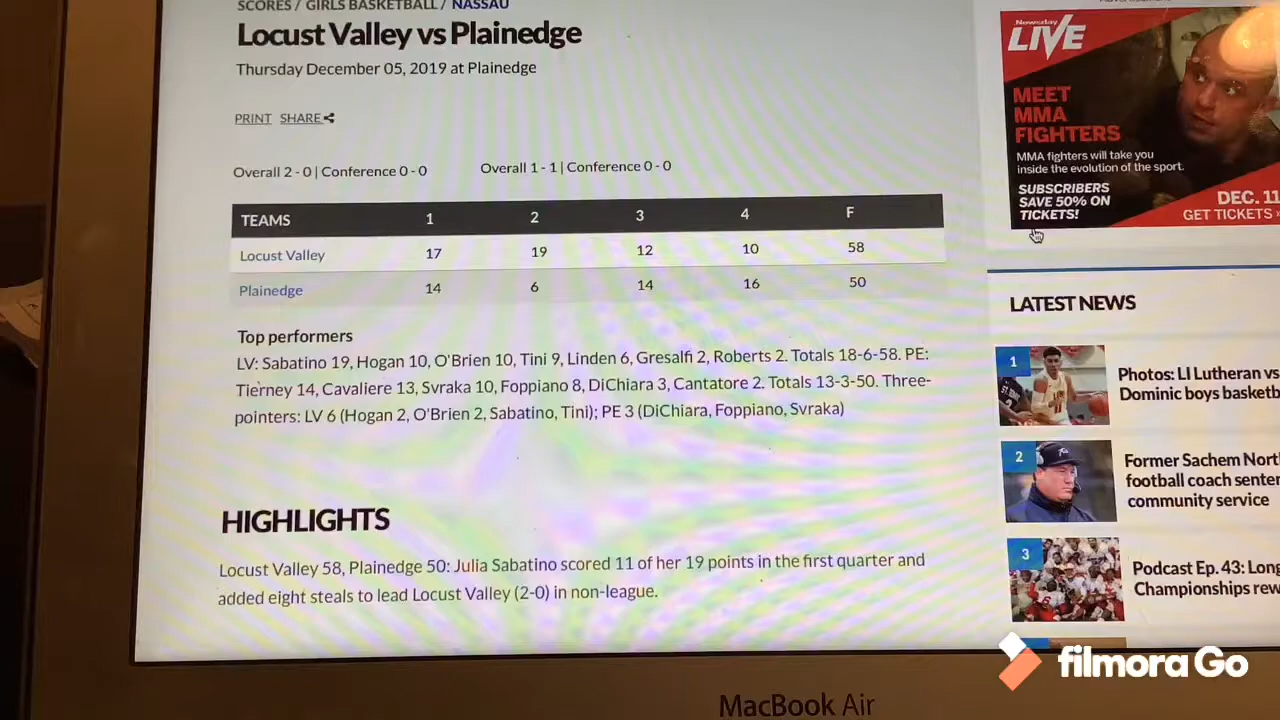 SCORES / GIRLS BASKETBALL / NASSAU
Locust Valley vs Plainedge
Thursday December 05, 2019 at Plainedge
PRINT SHARE
Overall 2 - 0 | Conference 0 - 0 Overall 1 - 1 | Conference 0 - 0
TEAMS 1 2 3 4 F
Locust Valley 17 19 12 10 58
Plainedge 14 6 14 16 50
Top performers
LV: Sabatino 19, Hogan 10, O'Brien 10, Tini 9, Linden 6, Gresalfi 2, Roberts 2. Totals 18-6-58. PE:
Tierney 14, Cavaliere 13, Svraka 10, Foppiano 8, DiChiara 3, Cantatore 2. Totals 13-3-50. Three-
pointers: LV 6 (Hogan 2, O'Brien 2, Sabatino, Tini); PE 3 (DiChiara, Foppiano, Svraka)
HIGHLIGHTS
Locust Valley 58, Plainedge 50: Julia Sabatino scored 11 of her 19 points in the first quarter and
added eight steals to lead Locust Valley (2-0) in non-league.
Newsday
LIVE
MEET
MMA
FIGHTERS
MMA fighters will take you
inside the evolution of the sport.
SUBSCRIBERS
SAVE 50% ON
TICKETS!
DEC. 11
GET TICKETS ›
LATEST NEWS
1
Photos: LI Lutheran vs
Dominic boys basketb
2
Former Sachem Nort
football coach senter
community service
3
Podcast Ep. 43: Long
Championships rew
filmora Go
MacBook Air